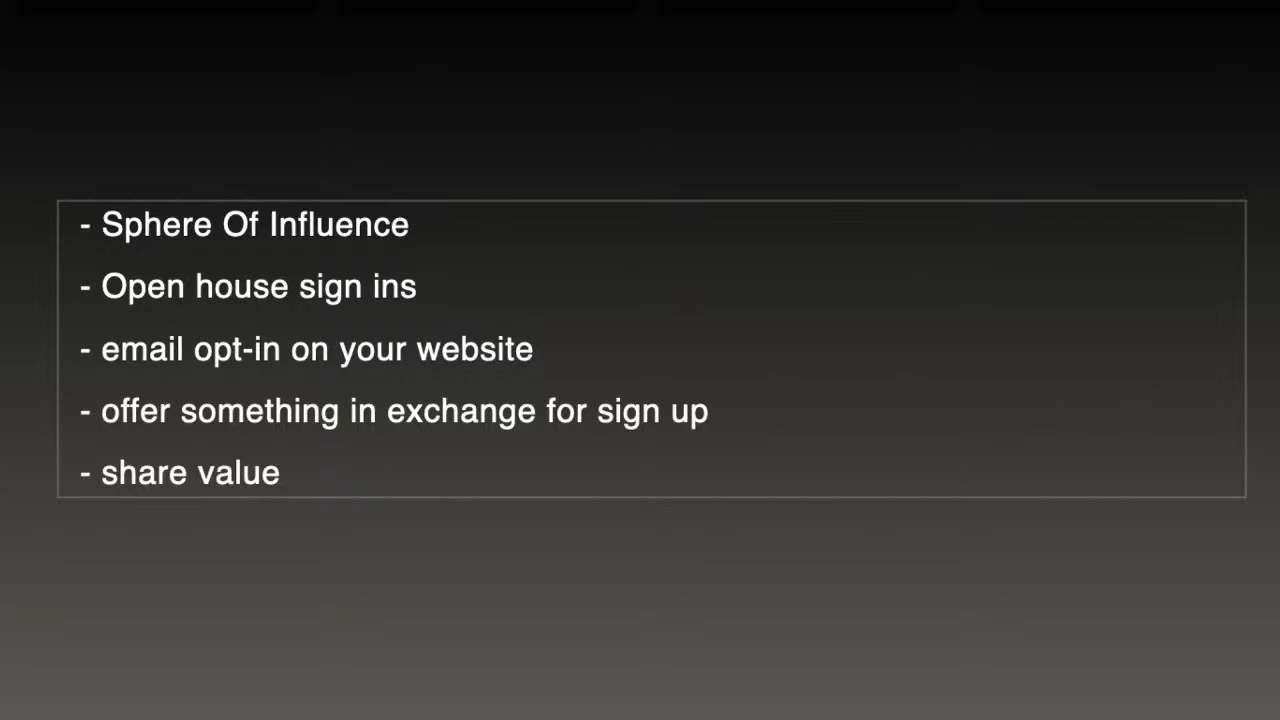 - Sphere Of Influence
- Open house sign ins
- email opt-in on your website
- offer something in exchange for sign up
- share value